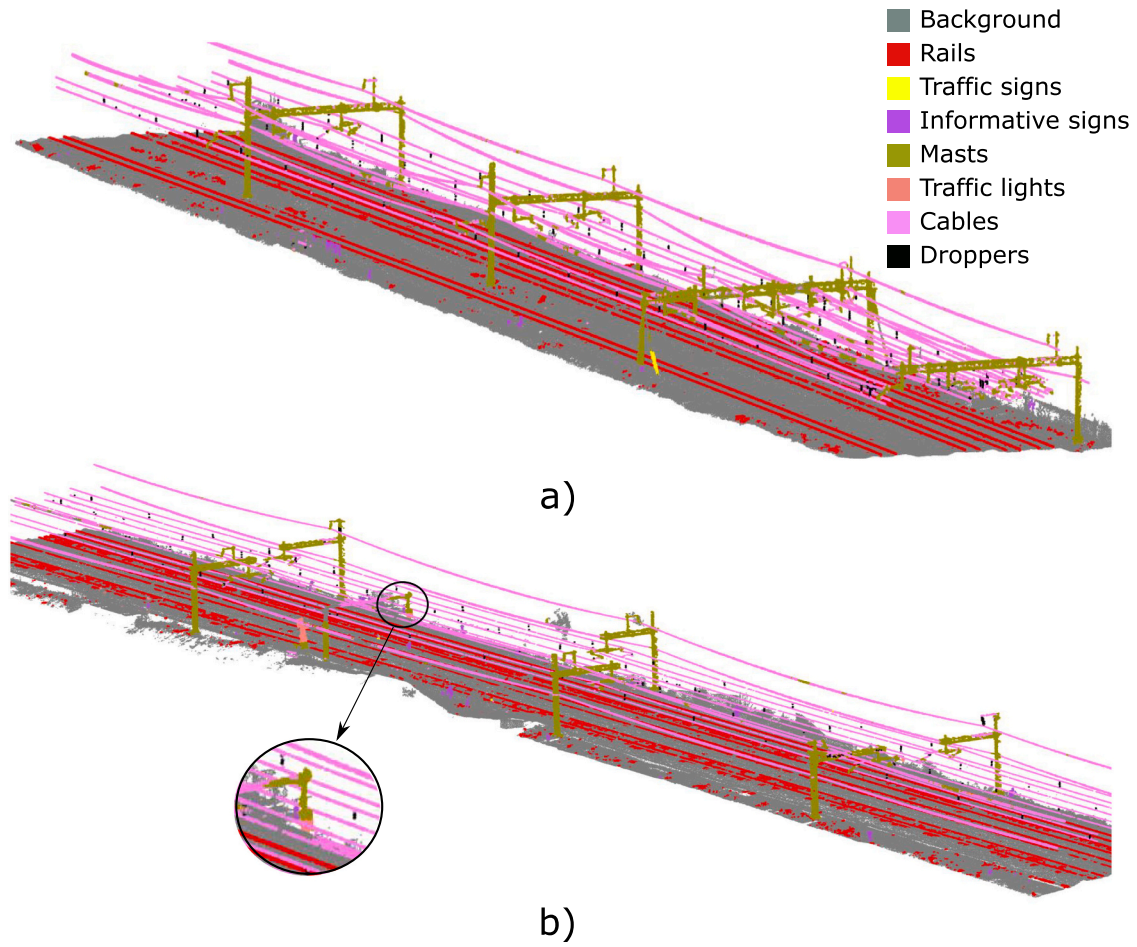 Background
Rails
Traffic signs
Informative signs
Masts
Traffic lights
Cables
Droppers
a)
b)